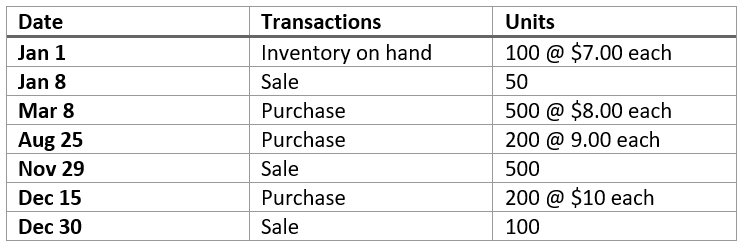 Date Transactions Units
Jan 1 Inventory on hand 100 @ $7.00 each
Jan 8 Sale 50
Mar 8 Purchase 500 @ $8.00 each
Aug 25 Purchase 200 @ 9.00 each
Nov 29 Sale 500
Dec 15 Purchase 200 @ $10 each
Dec 30 Sale 100